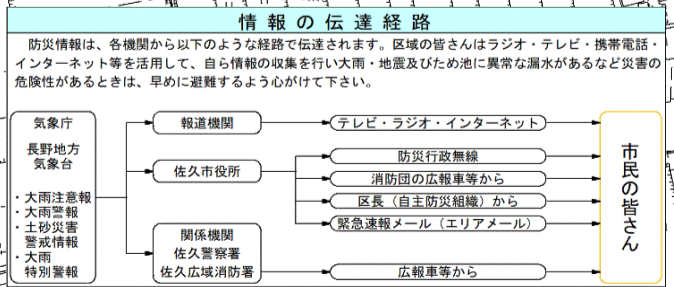 情報の伝達経路
防災情報は、各機関から以下のような経路で伝達されます。区域の皆さんはラジオ・テレビ・携帯電話・
インターネット等を活用して、自ら情報の収集を行い大雨・地震及びため池に異常な漏水があるなど災害の
危険性があるときは、早めに避難するよう心がけて下さい。
気象庁
長野地方
気象台
・大雨注意報
・大雨警報
・土砂災害
警戒情報
・大雨
特別警報
報道機関
テレビ・ラジオ・インターネット
佐久市役所
防災行政無線
消防団の広報車等から
区長（自主防災組織）から
緊急速報メール（エリアメール）
関係機関
佐久警察署
佐久広域消防署
広報車等から
市民の皆さん